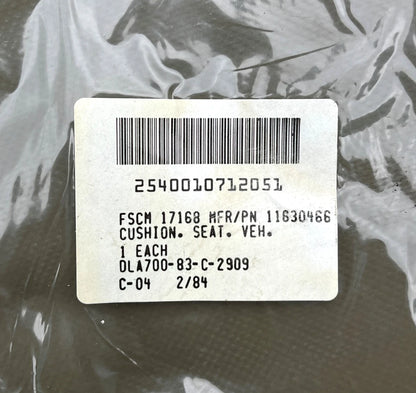 2540010712051
FSCM 17168 MFR/PN 11630466
CUSHION. SEAT. VEH.
1 EACH
DLA700-83-C-2909
C-04 2/84